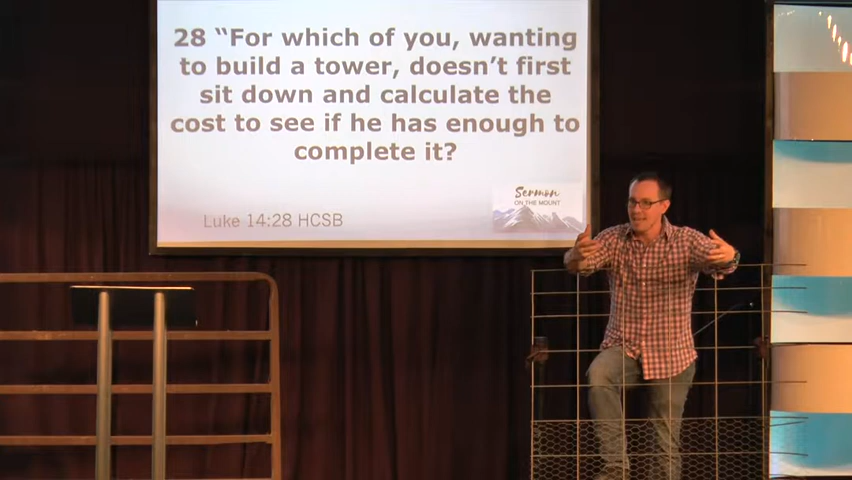 28 “For which of you, wanting
to build a tower, doesn’t first
sit down and calculate the
cost to see if he has enough to
complete it?
Luke 14:28 HCSB
Sermon
ON THE MOUNT